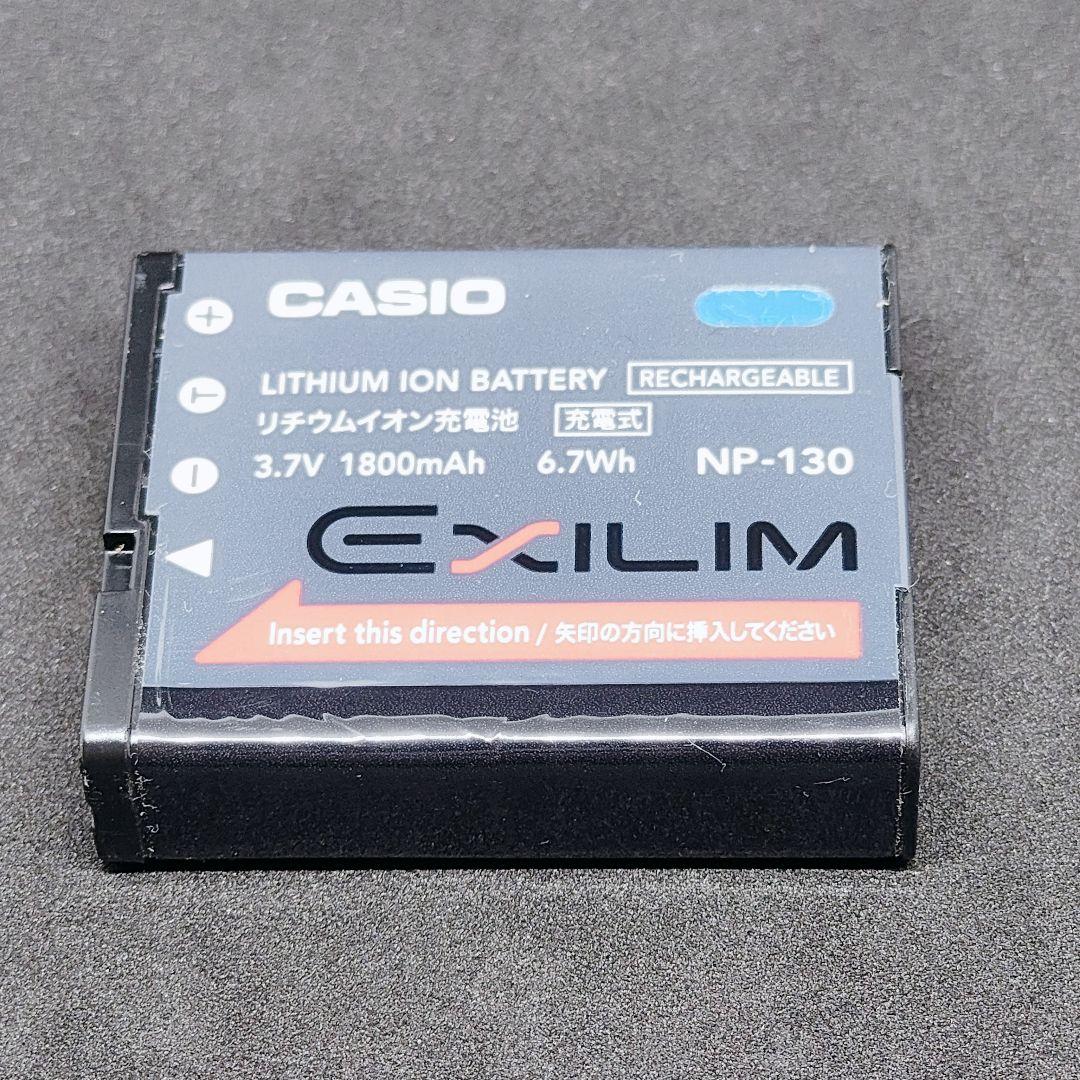 CASIO
+
LITHIUM ION BATTERY RECHARGEABLE
T
リチウムイオン充電池 充電式
-
3.7V 1800mAh 6.7Wh NP-130
EXILIM
Insert this direction / 矢印の方向に挿入してください